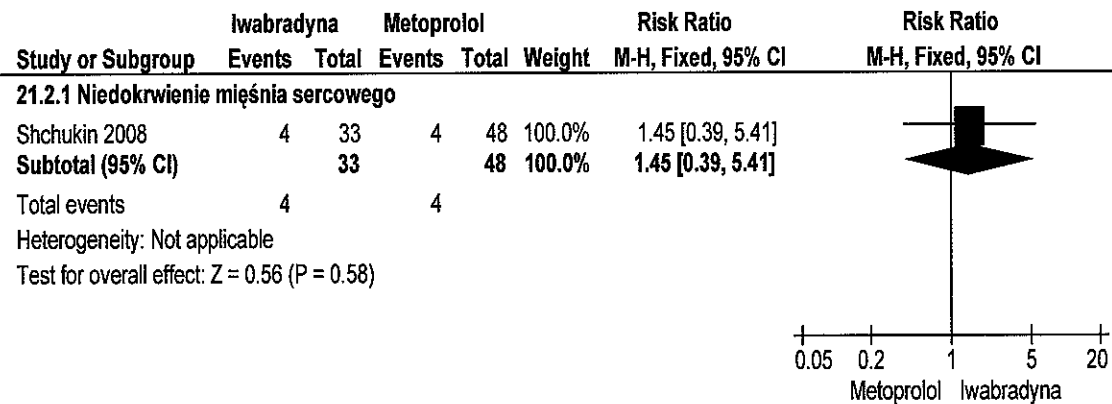 Iwabradyna Metoprolol Risk Ratio Risk Ratio
Study or Subgroup Events Total Events Total Weight M-H, Fixed, 95% CI M-H, Fixed, 95% CI
21.2.1 Niedokrwienie mięśnia sercowego
Shchukin 2008 4 33 4 48 100.0% 1.45 [0.39, 5.41]
Subtotal (95% CI) 33 48 100.0% 1.45 [0.39, 5.41]
Total events 4 4
Heterogeneity: Not applicable
Test for overall effect: Z = 0.56 (P = 0.58)
0.05 0.2 1 5 20
Metoprolol Iwabradyna